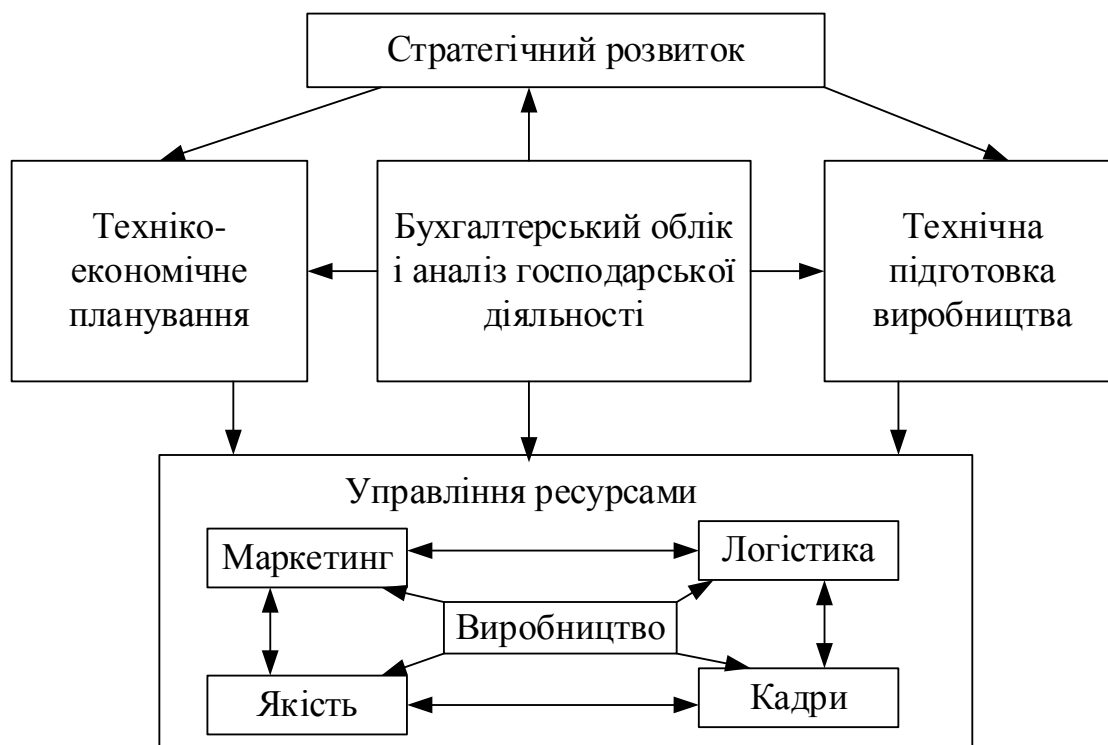 Стратегічний розвиток
Техніко-
економічне
планування
Бухгалтерський облік
і аналіз господарської
діяльності
Технічна
підготовка
виробництва
Управління ресурсами
Маркетинг
Логістика
Виробництво
Якість
Кадри